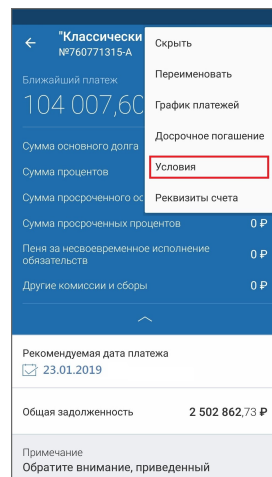 "Классически
№760771315-А
Скрыть
Переименовать
График платежей
Досрочное погашение
Условия
Реквизиты счета
Ближайший платеж
104 007,60
Сумма основного долга
Сумма процентов
Сумма просроченного ос
Сумма просроченных процентов 0 ₽
Пеня за несвоевременное исполнение
обязательств 0 ₽
Другие комиссии и сборы 0 ₽
Рекомендуемая дата платежа
23.01.2019
Общая задолженность 2 502 862,73 ₽
Примечание
Обратите внимание, приведенный